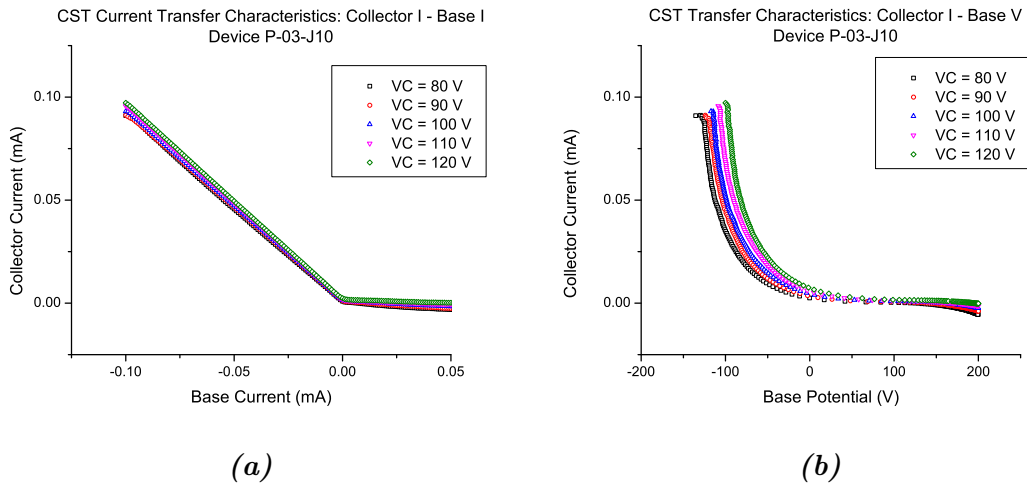 CST Current Transfer Characteristics: Collector I - Base I
Device P-03-J10
VC = 80 V
VC = 90 V
VC = 100 V
VC = 110 V
VC = 120 V
0.10
0.05
0.00
Collector Current (mA)
-0.10
-0.05
0.00
0.05
Base Current (mA)
(a)
CST Transfer Characteristics: Collector I - Base V
Device P-03-J10
VC = 80 V
VC = 90 V
VC = 100 V
VC = 110 V
VC = 120 V
0.10
0.05
0.00
Collector Current (mA)
-200
-100
0
100
200
Base Potential (V)
(b)